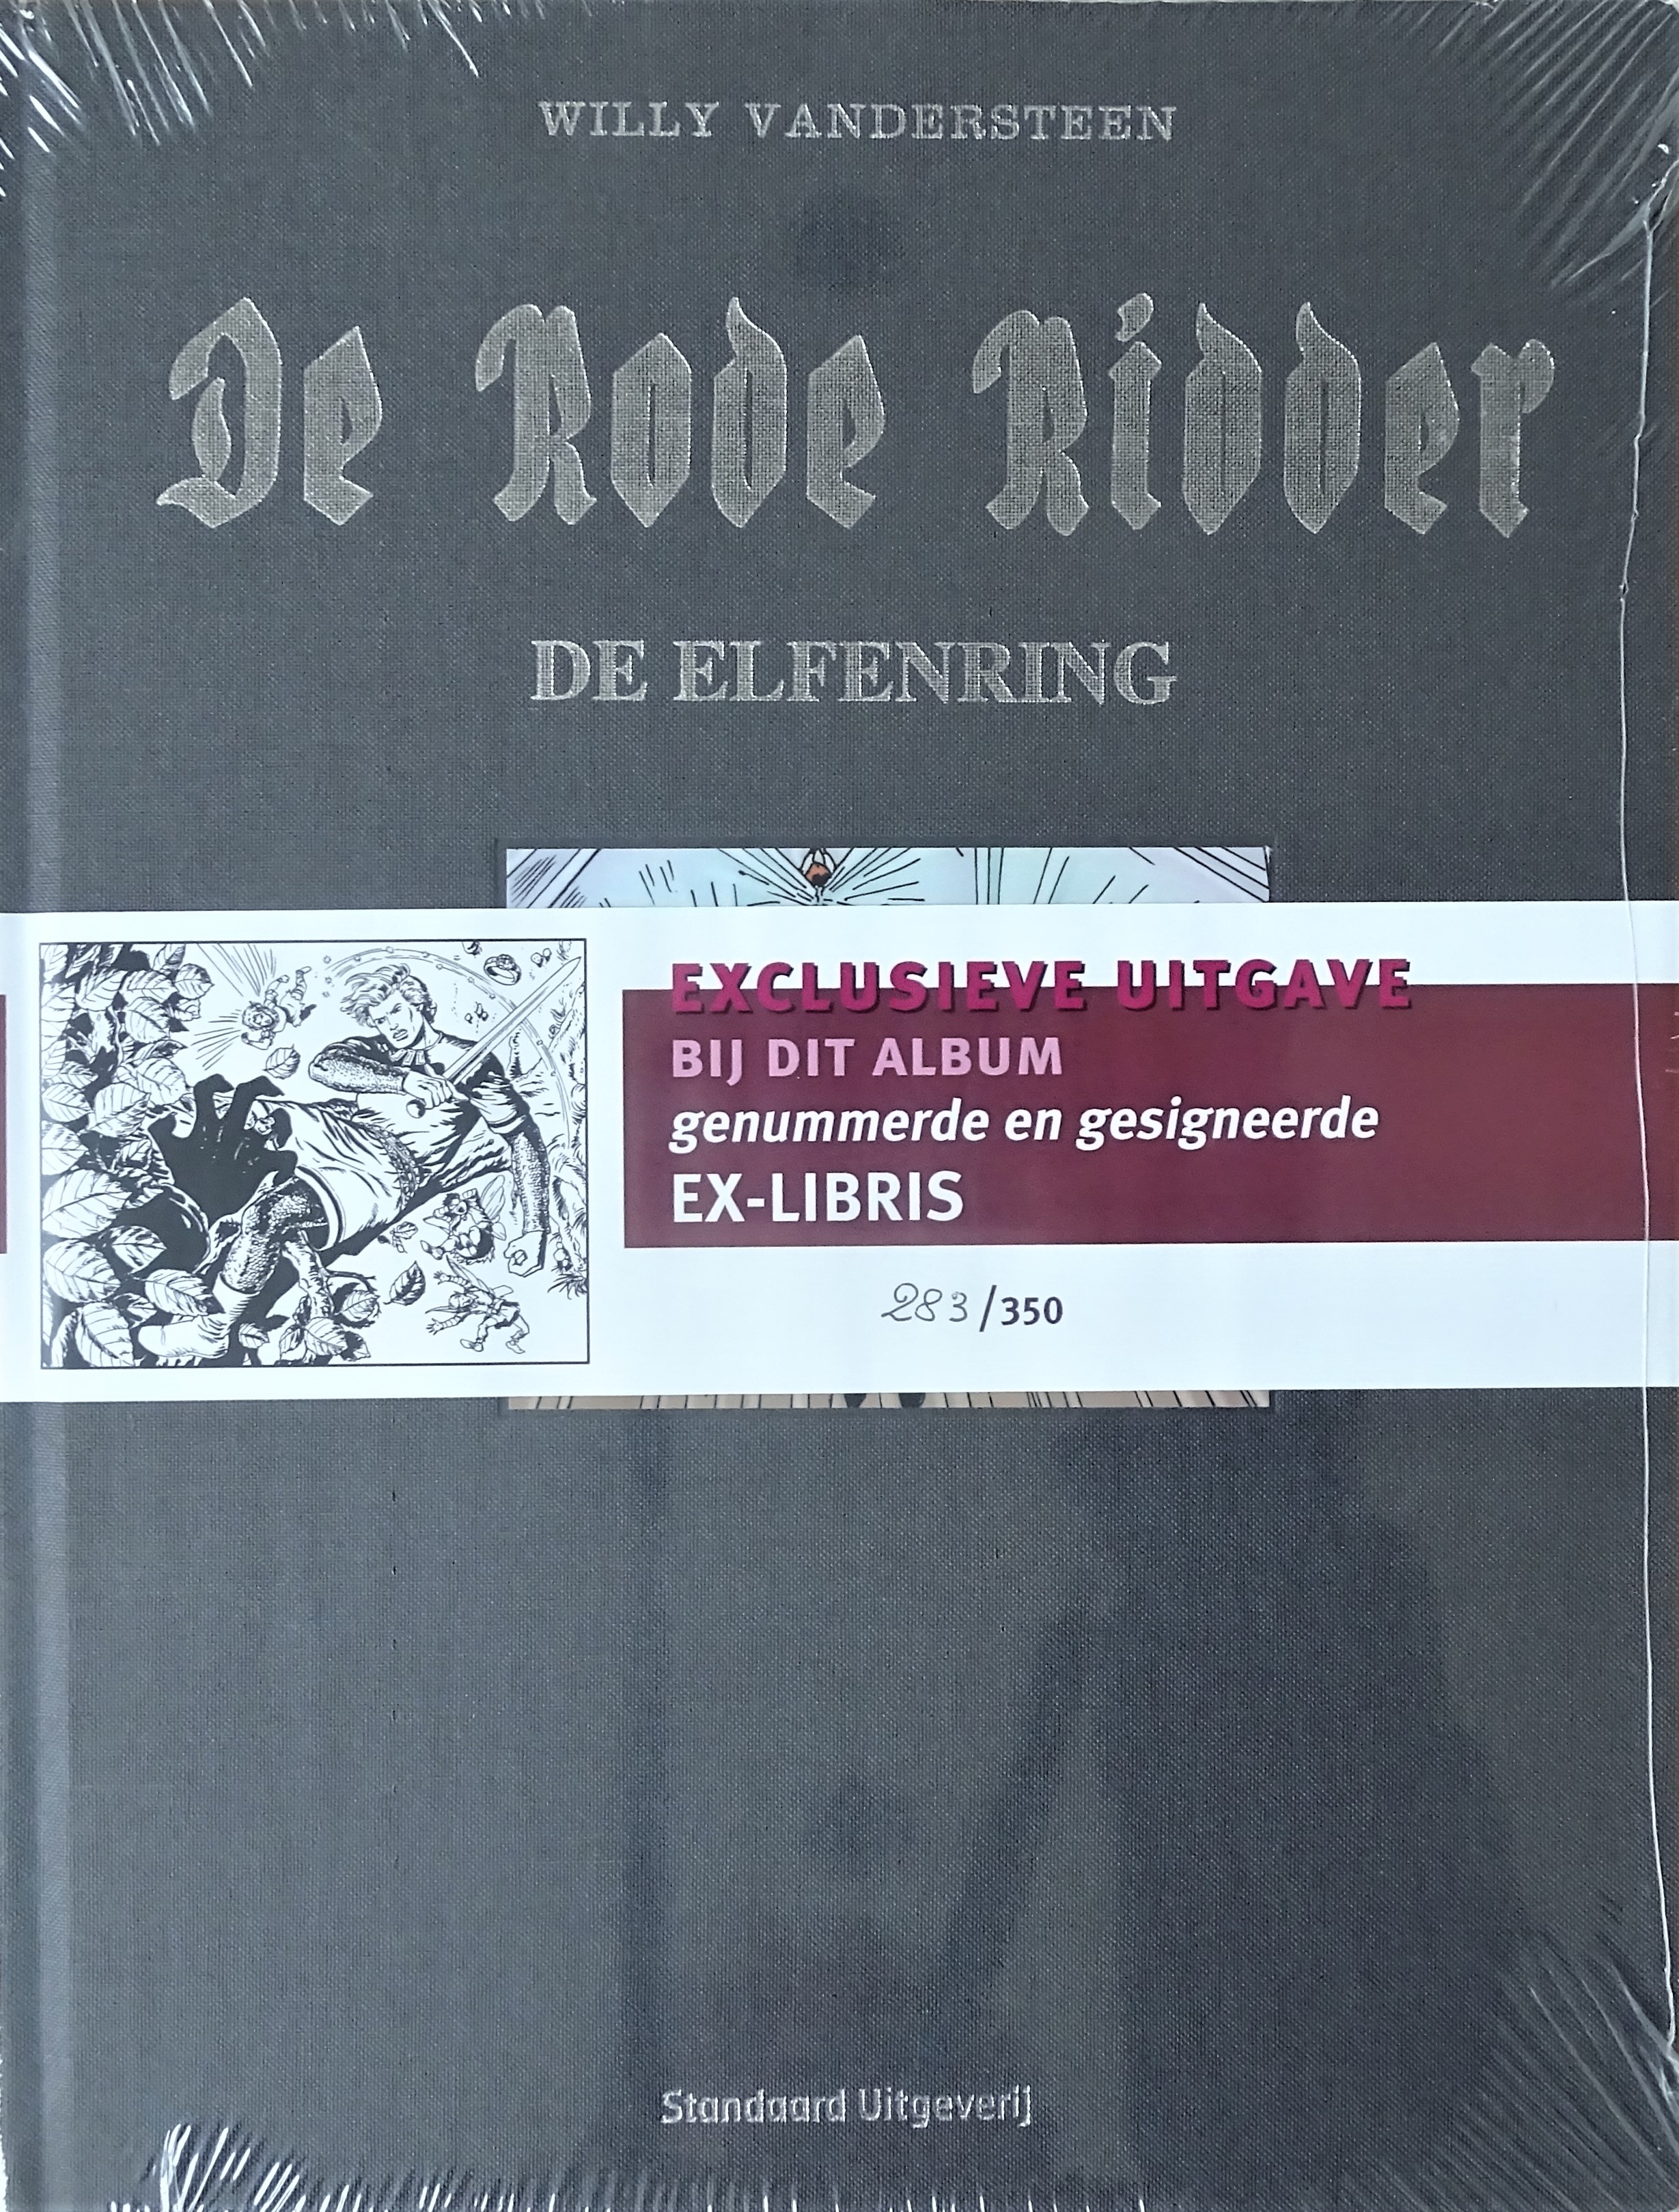 WILLY VANDERSTEEN
De Rode Ridder
DE ELFENRING
EXCLUSIEVE UITGAVE
BIJ DIT ALBUM
genummerde en gesigneerde
EX-LIBRIS
283/350
Standaard Uitgeverij